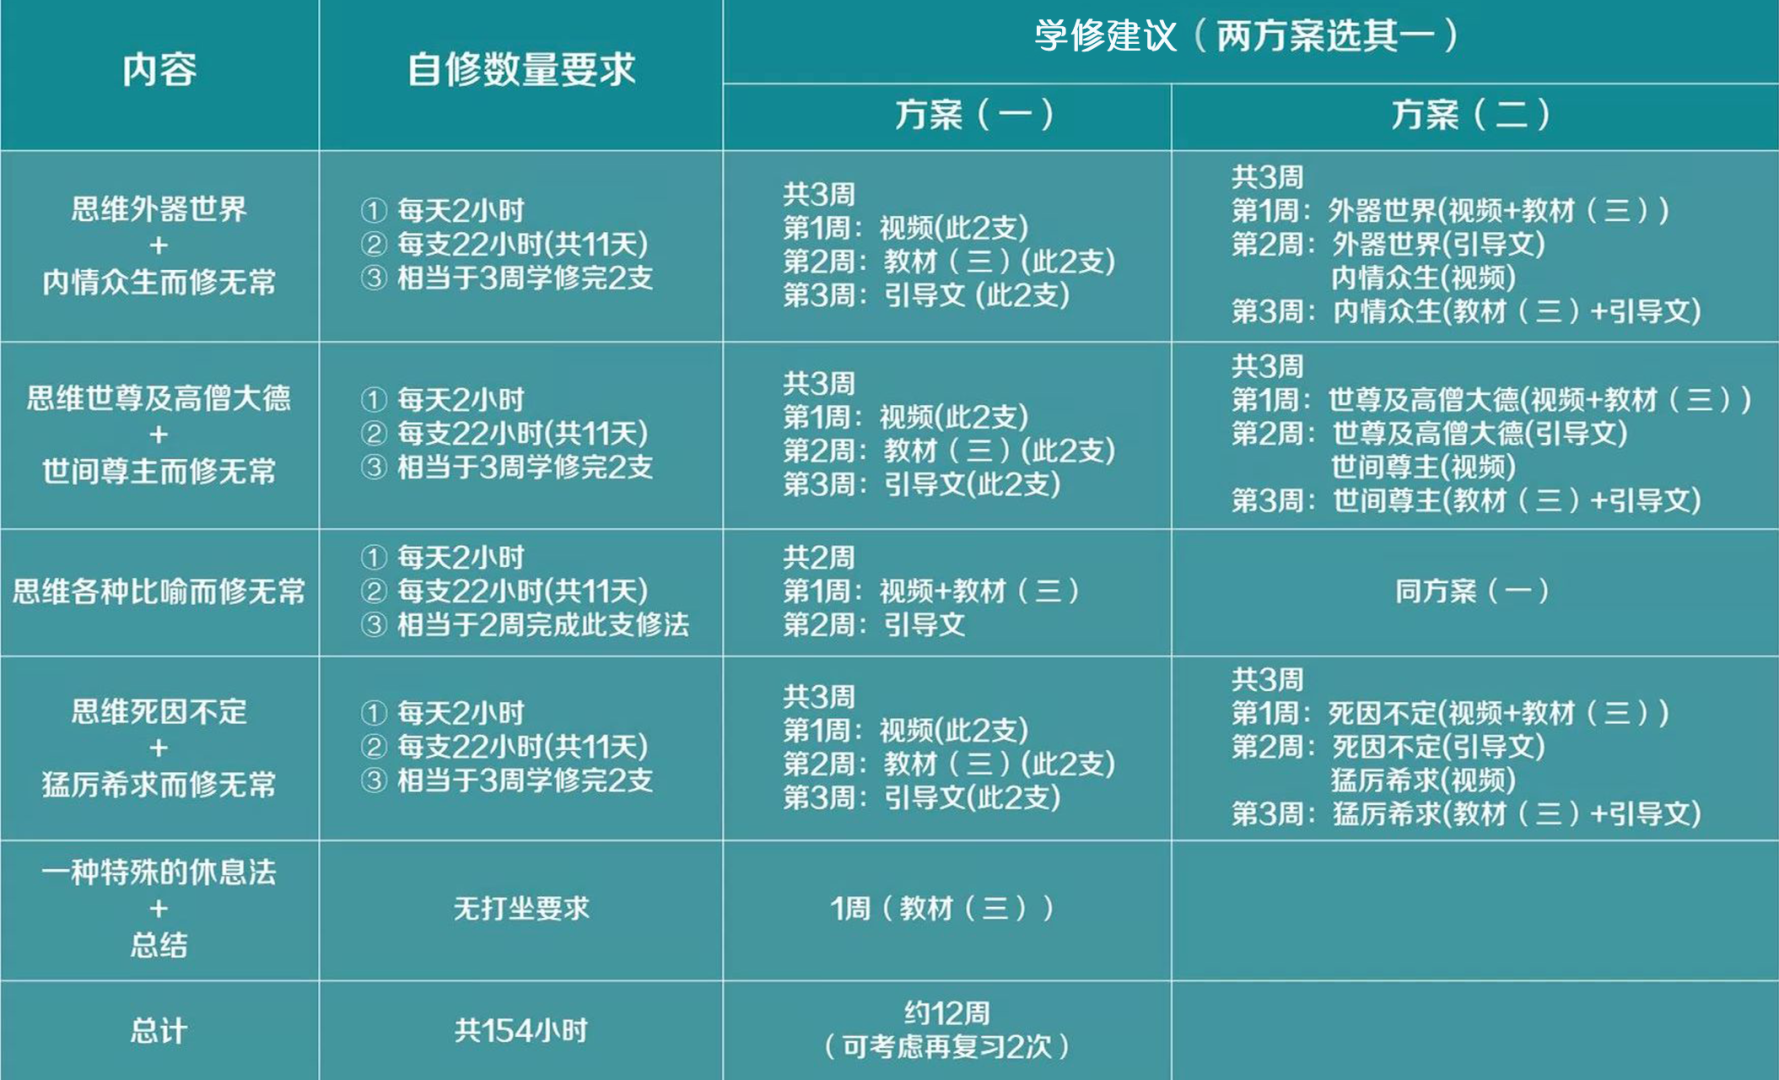 内容
自修数量要求
学修建议（两方案选其一）
方案（一）
方案（二）
思维外器世界
+
内情众生而修无常
① 每天2小时
② 每支22小时(共11天)
③ 相当于3周学修完2支
共3周
第1周：视频(此2支)
第2周：教材（三）(此2支)
第3周：引导文 (此2支)
共3周
第1周：外器世界(视频+教材（三）)
第2周：外器世界(引导文)
内情众生(视频)
第3周：内情众生(教材（三）+引导文)
思维世尊及高僧大德
+
世间尊主而修无常
① 每天2小时
② 每支22小时(共11天)
③ 相当于3周学修完2支
共3周
第1周：视频(此2支)
第2周：教材（三）(此2支)
第3周：引导文(此2支)
共3周
第1周：世尊及高僧大德(视频+教材（三）)
第2周：世尊及高僧大德(引导文)
世间尊主(视频)
第3周：世间尊主(教材（三）+引导文)
思维各种比喻而修无常
① 每天2小时
② 每支22小时(共11天)
③ 相当于2周完成此支修法
共2周
第1周：视频+教材（三）
第2周：引导文
同方案（一）
思维死因不定
+
猛厉希求而修无常
① 每天2小时
② 每支22小时(共11天)
③ 相当于3周学修完2支
共3周
第1周：视频(此2支)
第2周：教材（三）(此2支)
第3周：引导文(此2支)
共3周
第1周：死因不定(视频+教材（三）)
第2周：死因不定(引导文)
猛厉希求(视频)
第3周：猛厉希求(教材（三）+引导文)
一种特殊的休息法
+
总结
无打坐要求
1周（教材（三））
总计
共154小时
约12周
（可考虑再复习2次）